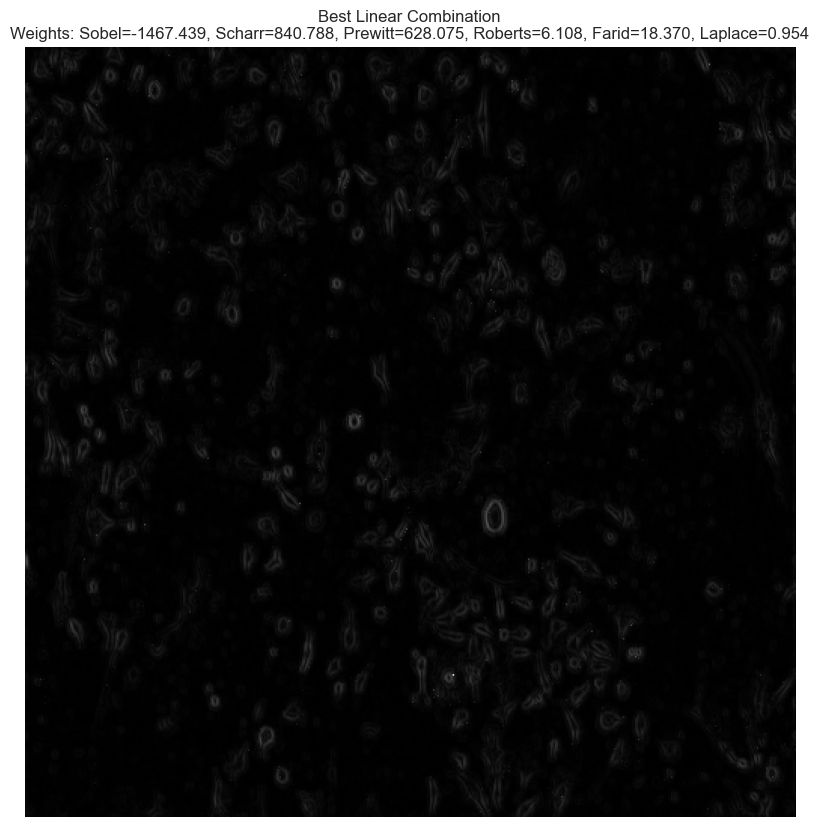 Best Linear Combination
Weights: Sobel=-1467.439, Scharr=840.788, Prewitt=628.075, Roberts=6.108, Farid=18.370, Laplace=0.954